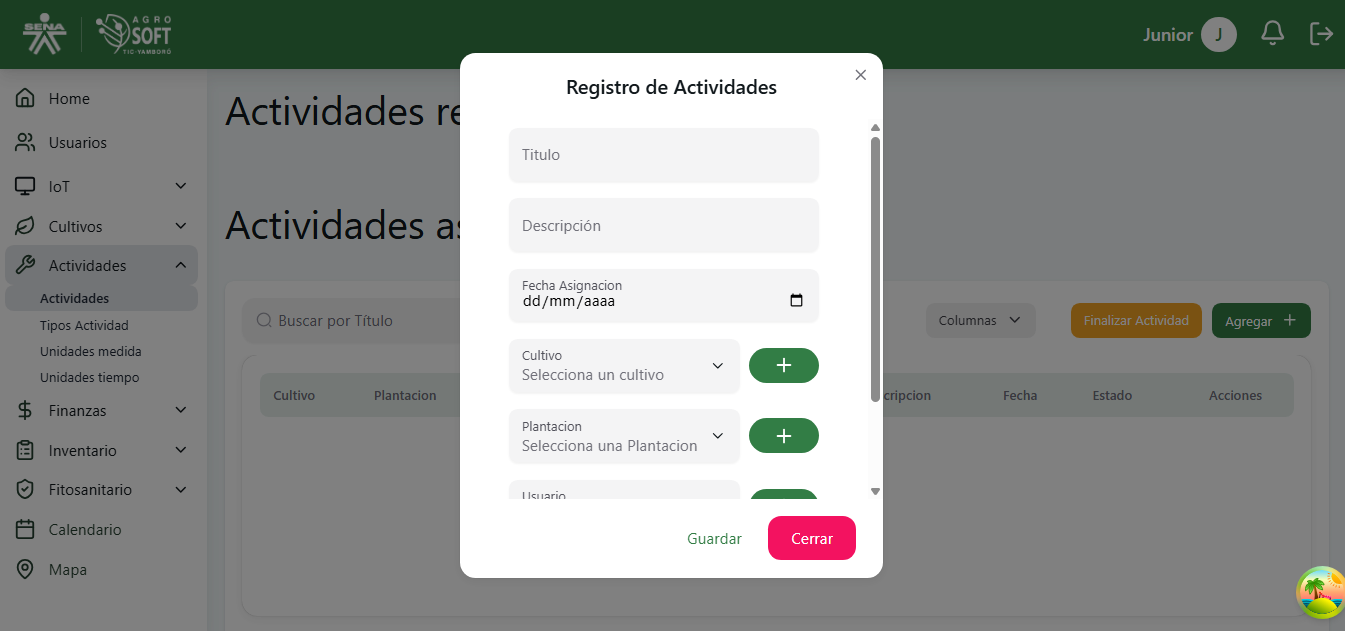 SENA
AGRO
SOFT
TIC-YAMBORÓ
Junior
J
Home
Usuarios
IoT
Cultivos
Actividades
Actividades
Tipos Actividad
Unidades medida
Unidades tiempo
Finanzas
Inventario
Fitosanitario
Calendario
Mapa
Actividades re
Actividades as
Buscar por Título
Columnas
Finalizar Actividad
Agregar
Cultivo
Plantacion
cripcion
Fecha
Estado
Acciones
Registro de Actividades
Titulo
Descripción
Fecha Asignacion
dd/mm/aaaa
Cultivo
Selecciona un cultivo
Plantacion
Selecciona una Plantacion
Usuario
Guardar
Cerrar